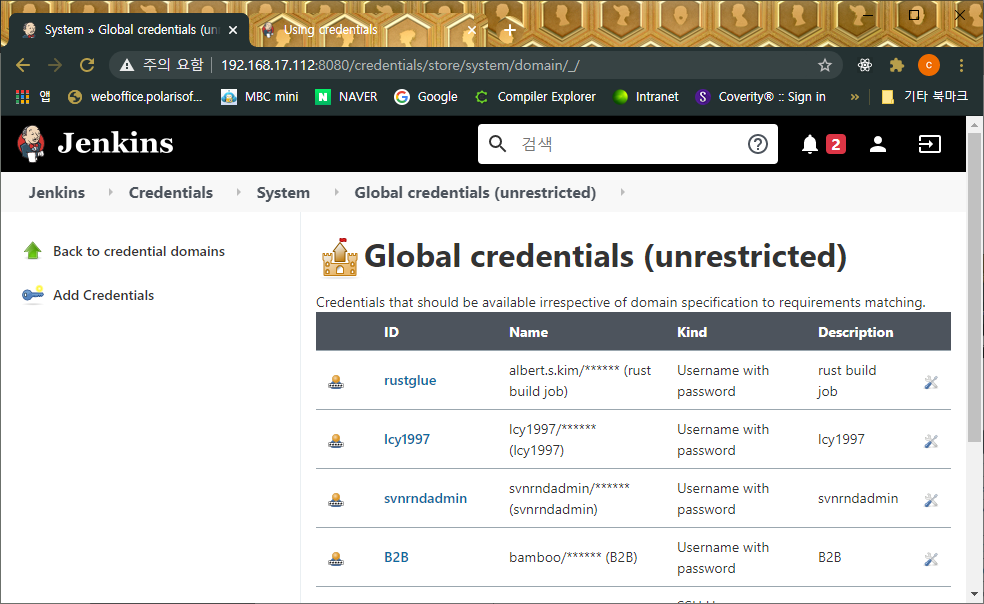 System » Global credentials (un
Using credentials
주의 요함
192.168.17.112:8080/credentials/store/system/domain/_/
c
앱
weboffice.polarisof...
MBC mini
NAVER
Google
Compiler Explorer
Intranet
Coverity® :: Sign in
»
기타 북마크
Jenkins
검색
2
Jenkins
Credentials
System
Global credentials (unrestricted)
Back to credential domains
Add Credentials
Global credentials (unrestricted)
Credentials that should be available irrespective of domain specification to requirements matching.
ID Name Kind Description
rustglue albert.s.kim/****** (rust build job) Username with password rust build job
lcy1997 lcy1997/****** (lcy1997) Username with password lcy1997
svnrndadmin svnrndadmin/****** (svnrndadmin) Username with password svnrndadmin
B2B bamboo/****** (B2B) Username with password B2B